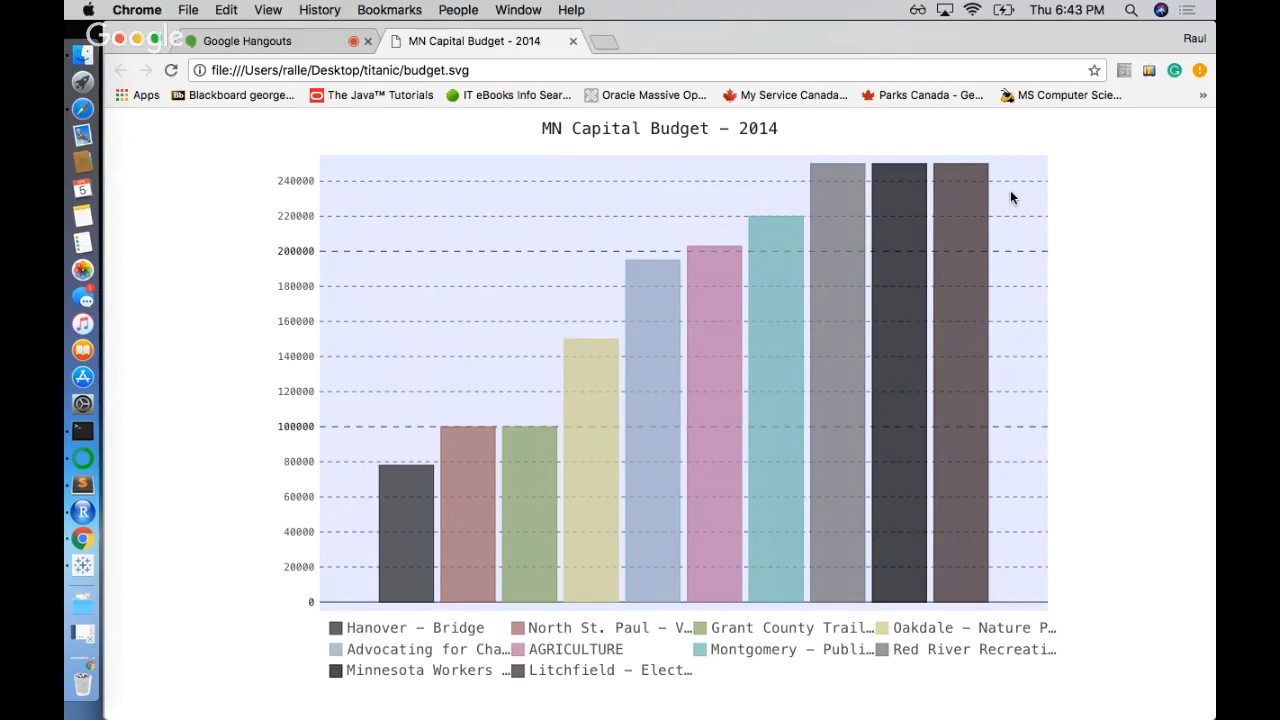 Chrome File Edit View History Bookmarks People Window Help Thu 6:43 PM
Google
Google Hangouts MN Capital Budget - 2014 Raul
file:///Users/ralle/Desktop/titanic/budget.svg
Apps Blackboard george... The Java™ Tutorials IT eBooks Info Sear... Oracle Massive Op... My Service Canada... Parks Canada - Ge... MS Computer Scie... »
MN Capital Budget – 2014
240000
220000
200000
180000
160000
140000
120000
100000
80000
60000
40000
20000
0
Hanover – Bridge North St. Paul – V… Grant County Trail… Oakdale – Nature P…
Advocating for Cha… AGRICULTURE Montgomery – Publi… Red River Recreati…
Minnesota Workers … Litchfield – Elect…
5